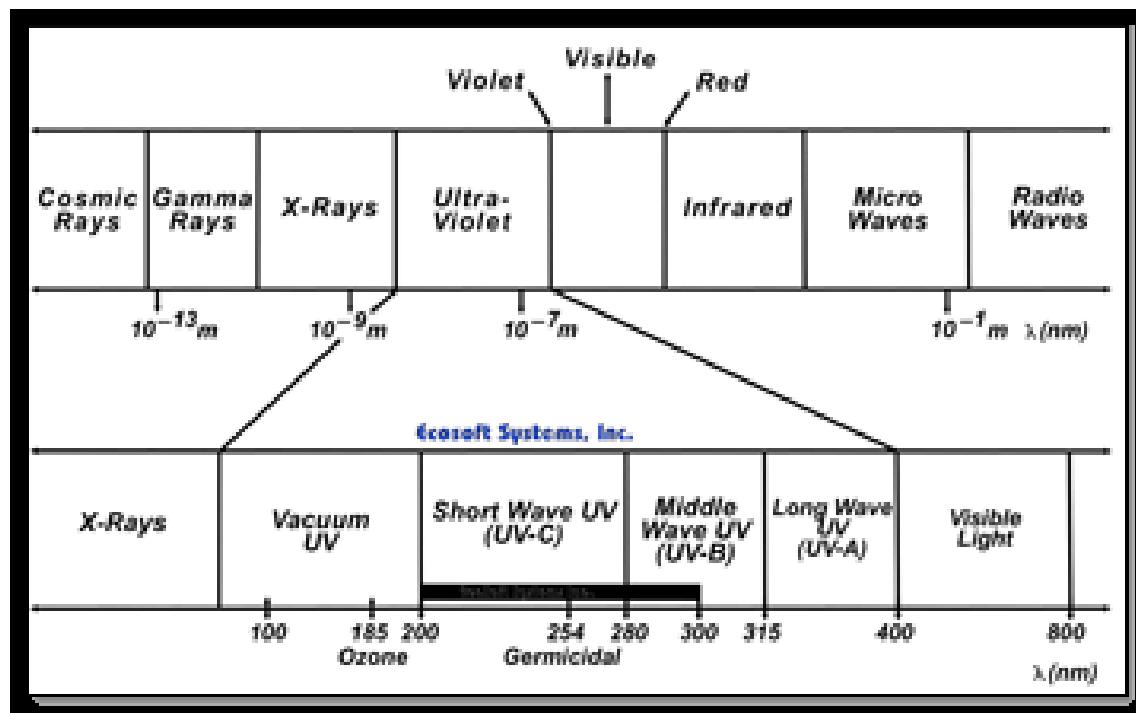 Visible
Violet
Red
Cosmic
Rays
Gamma
Rays
X-Rays
Ultra-
Violet
Infrared
Micro
Waves
Radio
Waves
10⁻¹³m
10⁻⁹m
10⁻⁷m
10⁻¹m
λ(nm)
Ecosoft Systems, Inc.
X-Rays
Vacuum
UV
Short Wave UV
(UV-C)
Middle
Wave UV
(UV-B)
Long Wave
UV
(UV-A)
Visible
Light
100
185
200
254
280
300
315
400
800
Ozone
Germicidal
λ(nm)